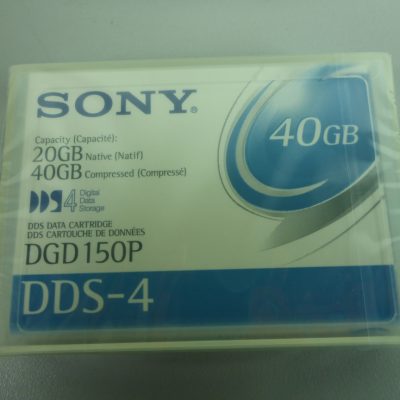 SONY®
Capacity (Capacité):
20GB Native (Natif)
40GB Compressed (Compressé)
40GB
DDS 4 Digital Data Storage
DDS DATA CARTRIDGE
DDS CARTOUCHE DE DONNÉES
DGD150P
DDS-4